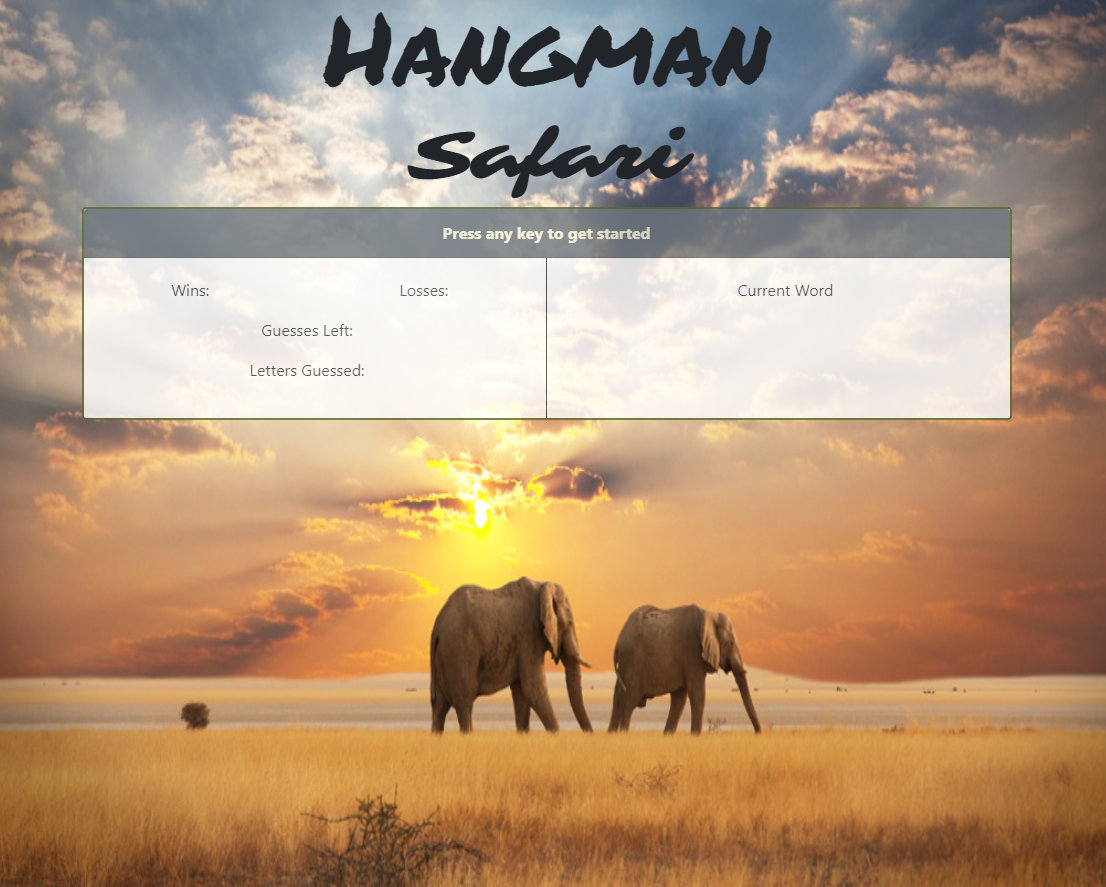 Hangman
Safari
Press any key to get started
Wins: Losses:
Guesses Left:
Letters Guessed:
Current Word